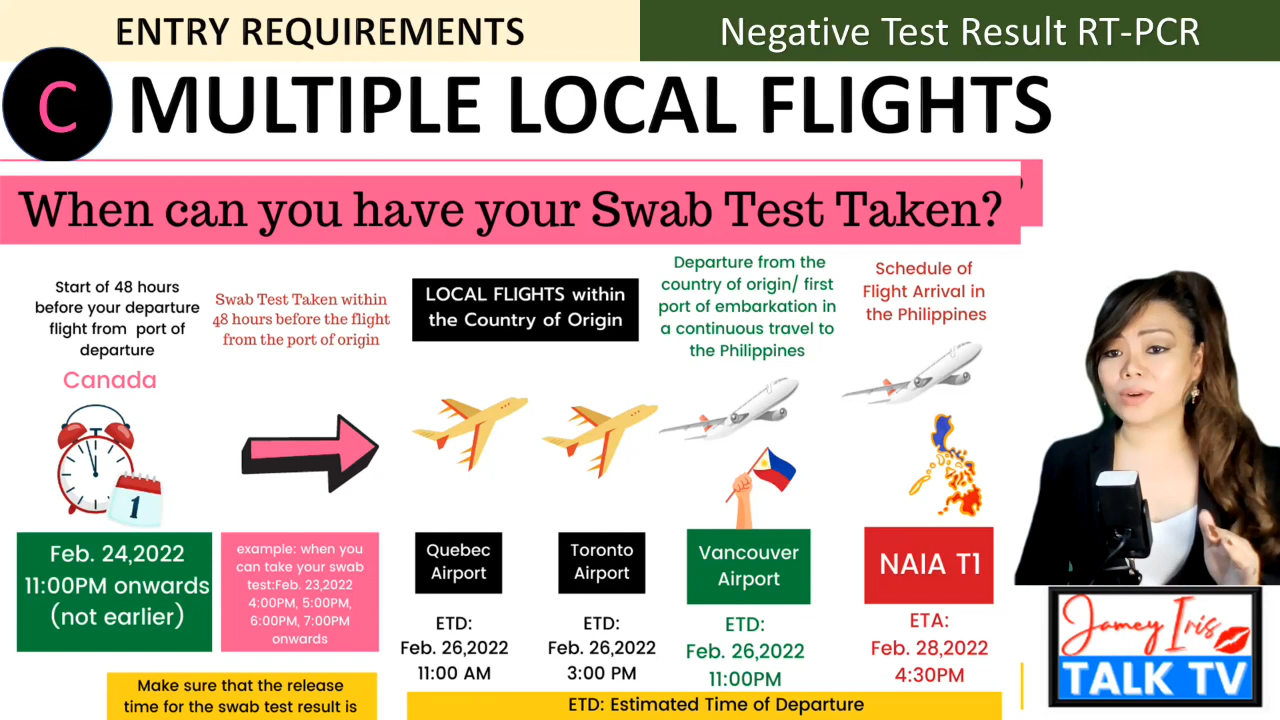 ENTRY REQUIREMENTS
Negative Test Result RT-PCR
C MULTIPLE LOCAL FLIGHTS
When can you have your Swab Test Taken?
Start of 48 hours
before your departure
flight from port of
departure
Canada
Swab Test Taken within
48 hours before the flight
from the port of origin
LOCAL FLIGHTS within
the Country of Origin
Departure from the
country of origin/ first
port of embarkation in
a continuous travel to
the Philippines
Schedule of
Flight Arrival in
the Philippines
1
Feb. 24,2022
11:00PM onwards
(not earlier)
example: when you
can take your swab
test:Feb. 23,2022
4:00PM, 5:00PM,
6:00PM, 7:00PM
onwards
Quebec
Airport
ETD:
Feb. 26,2022
11:00 AM
Toronto
Airport
ETD:
Feb. 26,2022
3:00 PM
Vancouver
Airport
ETD:
Feb. 26,2022
11:00PM
NAIA T1
ETA:
Feb. 28,2022
4:30PM
Make sure that the release
time for the swab test result is
ETD: Estimated Time of Departure
Jamey Iris
TALK TV